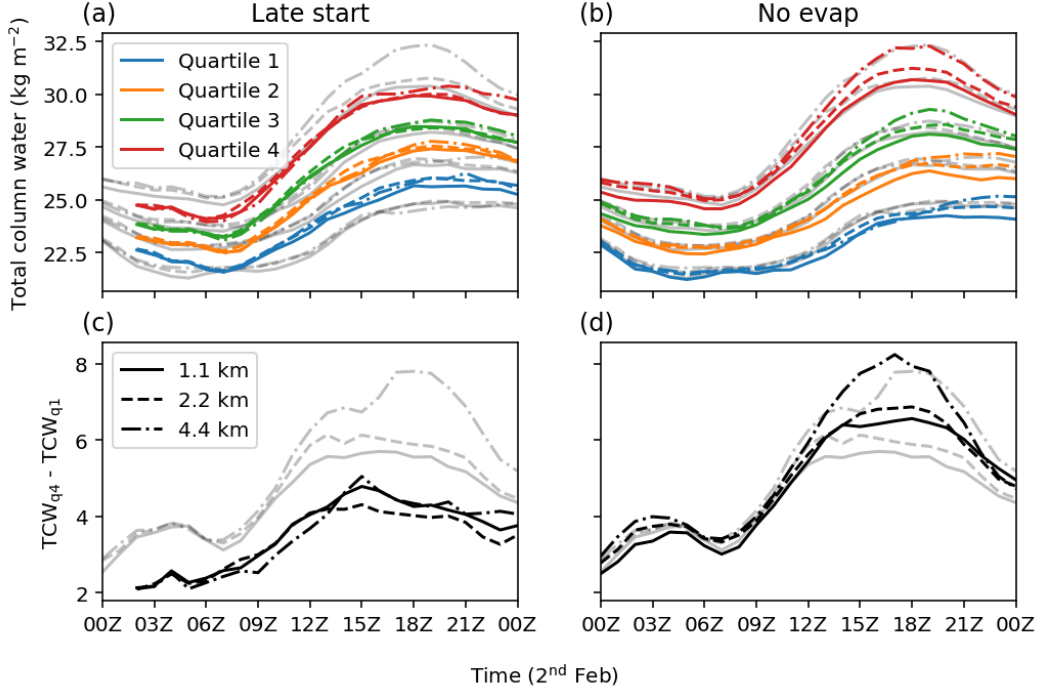 (a) Late start
(b) No evap
Total column water (kg m⁻²)
32.5
30.0
27.5
25.0
22.5
Quartile 1
Quartile 2
Quartile 3
Quartile 4
(c)
(d)
TCW_q4 - TCW_q1
8
6
4
2
1.1 km
2.2 km
4.4 km
00Z 03Z 06Z 09Z 12Z 15Z 18Z 21Z 00Z
00Z 03Z 06Z 09Z 12Z 15Z 18Z 21Z 00Z
Time (2ⁿᵈ Feb)